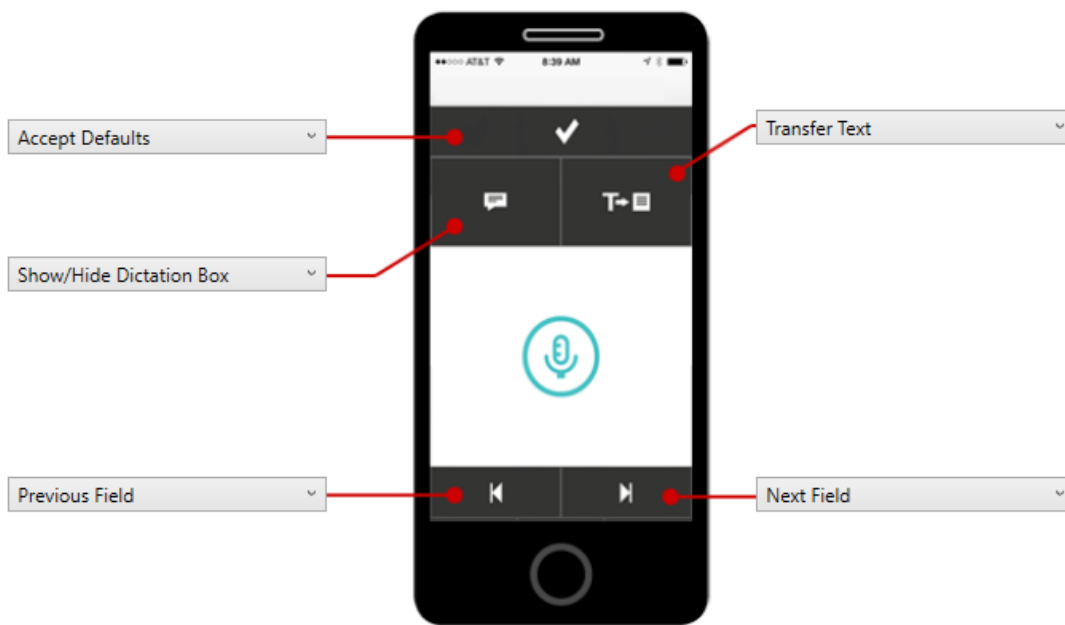 AT&T 8:39 AM
Accept Defaults
Transfer Text
T
Show/Hide Dictation Box
Previous Field
Next Field